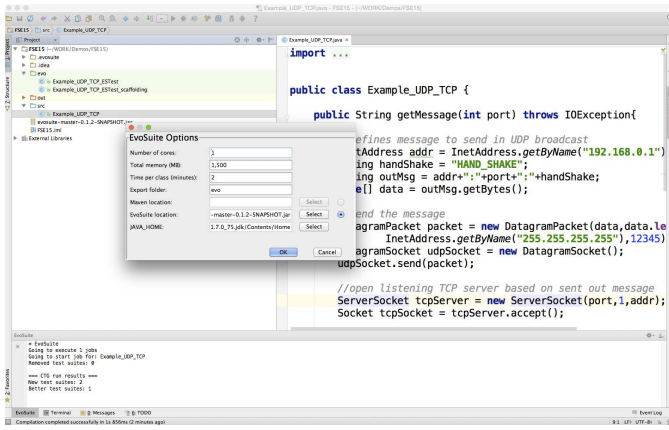 Example_UDP_TCP.java - FSE15 - [~/WORK/Demos/FSE15]
FSE15 src Example_UDP_TCP
Project
Example_UDP_TCP.java
1: Project
FSE15 (~/WORK/Demos/FSE15)
.evosuite
.idea
evo
Example_UDP_TCP_ESTest
Example_UDP_TCP_ESTest_scaffolding
out
src
Example_UDP_TCP
evosuite-master-0.1.2-SNAPSHOT.jar
FSE15.iml
External Libraries
Structure
import ...
public class Example_UDP_TCP {
public String getMessage(int port) throws IOException{
efines message to send in UDP broadcast
tAddress addr = InetAddress.getByName("192.168.0.1")
ing handShake = "HAND_SHAKE";
ing outMsg = addr+":"+port+":"+handShake;
e[] data = outMsg.getBytes();
end the message
agramPacket packet = new DatagramPacket(data,data.le
InetAddress.getByName("255.255.255.255"),12345)
agramSocket udpSocket = new DatagramSocket();
udpSocket.send(packet);
//open listening TCP server based on sent out message
ServerSocket tcpServer = new ServerSocket(port,1,addr);
Socket tcpSocket = tcpServer.accept();
EvoSuite Options
Number of cores: 1
Total memory (MB): 1,500
Time per class (minutes): 2
Export folder: evo
Maven location: Select
EvoSuite location: -master-0.1.2-SNAPSHOT.jar Select
JAVA_HOME: 1.7.0_75.jdk/Contents/Home Select
OK Cancel
EvoSuite
* EvoSuite
Going to execute 1 jobs
Going to start job for: Example_UDP_TCP
Removed test suites: 0
=== CTG run results ===
New test suites: 2
Better test suites: 1
2: Favorites
EvoSuite Terminal 0: Messages 6: TODO Event Log
Compilation completed successfully in 1s 856ms (2 minutes ago) 9:1 LF÷ UTF-8÷